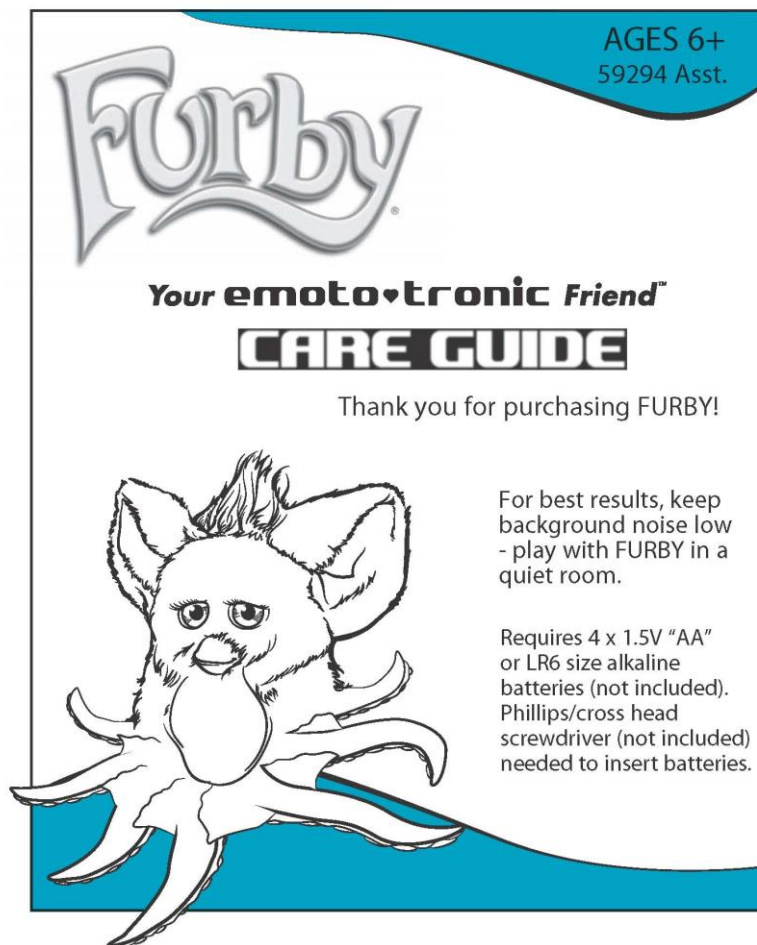 AGES 6+
59294 Asst.
Furby®
Your emoto♥tronic Friend™
CARE GUIDE
Thank you for purchasing FURBY!
For best results, keep
background noise low
- play with FURBY in a
quiet room.
Requires 4 x 1.5V “AA”
or LR6 size alkaline
batteries (not included).
Phillips/cross head
screwdriver (not included)
needed to insert batteries.